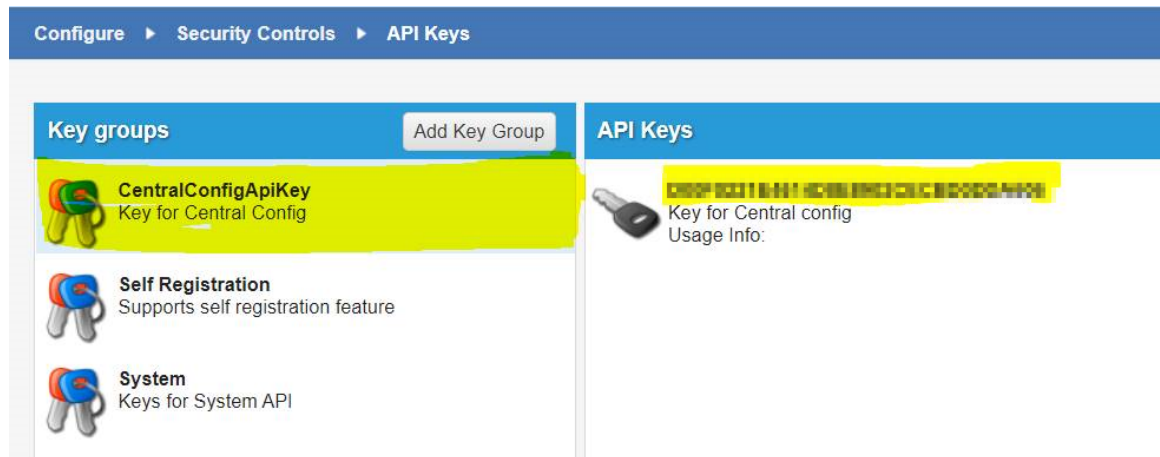 Configure ▶ Security Controls ▶ API Keys
Key groups
Add Key Group
CentralConfigApiKey
Key for Central Config
Self Registration
Supports self registration feature
System
Keys for System API
API Keys
Key for Central config
Usage Info: